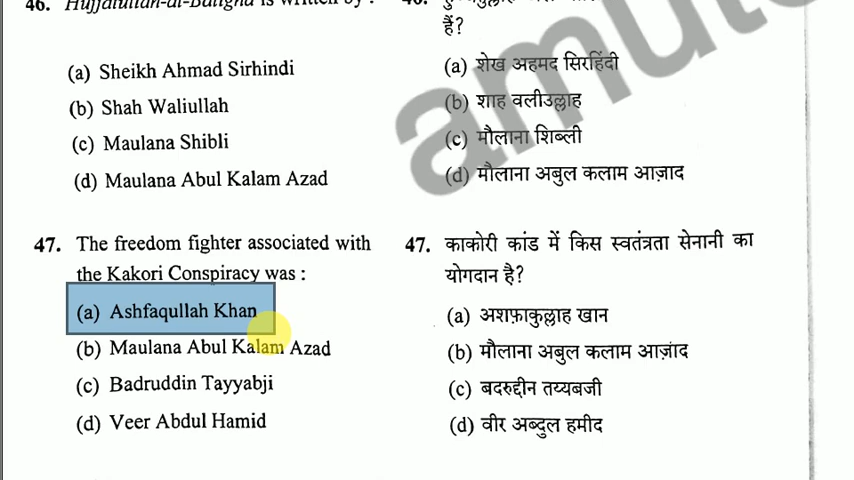 46. Hujjatullah-al-Baligha is written by :
(a) Sheikh Ahmad Sirhindi
(b) Shah Waliullah
(c) Maulana Shibli
(d) Maulana Abul Kalam Azad
47. The freedom fighter associated with
the Kakori Conspiracy was :
(a) Ashfaqullah Khan
(b) Maulana Abul Kalam Azad
(c) Badruddin Tayyabji
(d) Veer Abdul Hamid
46.
हैं?
(a) शेख अहमद सिरहिंदी
(b) शाह वलीउल्लाह
(c) मौलाना शिब्ली
(d) मौलाना अबुल कलाम आज़ाद
47. काकोरी कांड में किस स्वतंत्रता सेनानी का
योगदान है?
(a) अशफ़ाकुल्लाह खान
(b) मौलाना अबुल कलाम आज़ाद
(c) बदरुद्दीन तय्यबजी
(d) वीर अब्दुल हमीद
amute